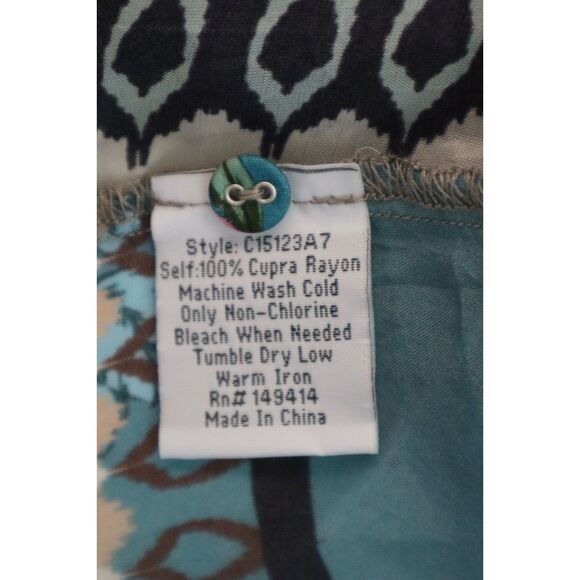 Style: C15123A7
Self:100% Cupra Rayon
Machine Wash Cold
Only Non-Chlorine
Bleach When Needed
Tumble Dry Low
Warm Iron
Rn# 149414
Made In China